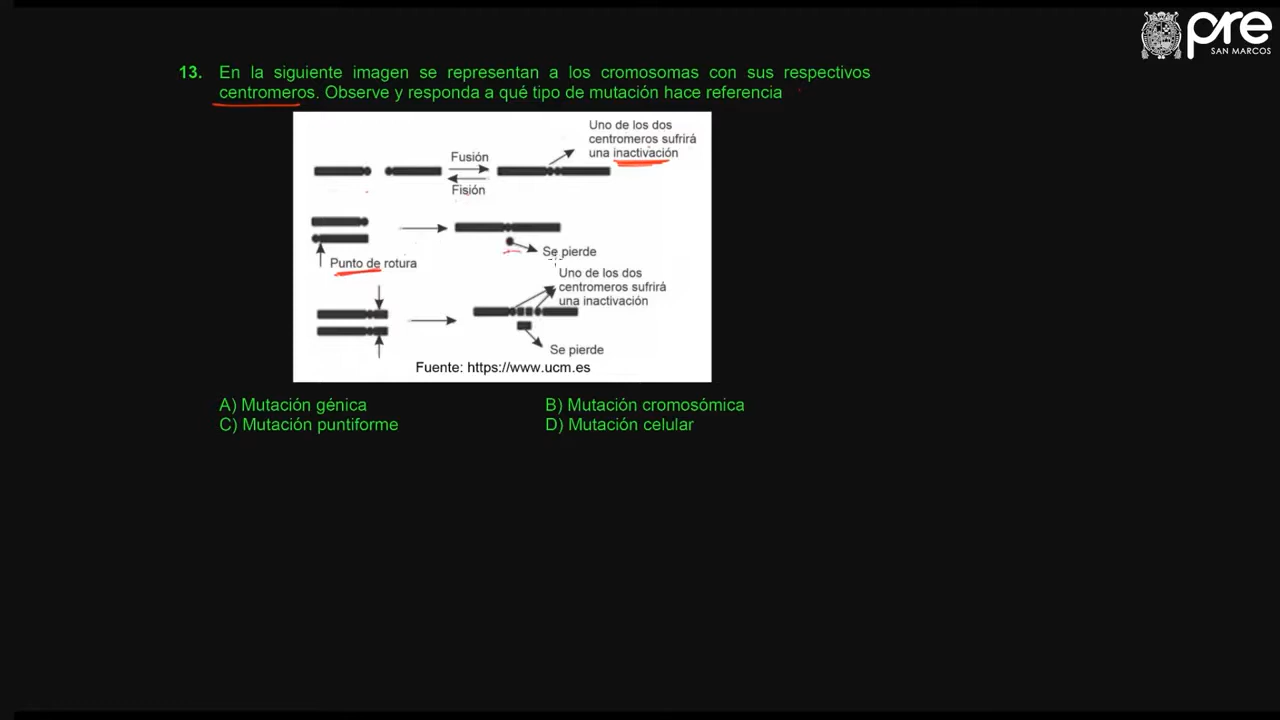 pre
SAN MARCOS
13. En la siguiente imagen se representan a los cromosomas con sus respectivos
centromeros. Observe y responda a qué tipo de mutación hace referencia
Uno de los dos
centromeros sufrirá
una inactivación
Fusión
Fisión
Se pierde
Punto de rotura
Uno de los dos
centromeros sufrirá
una inactivación
Se pierde
Fuente: https://www.ucm.es
A) Mutación génica
B) Mutación cromosómica
C) Mutación puntiforme
D) Mutación celular